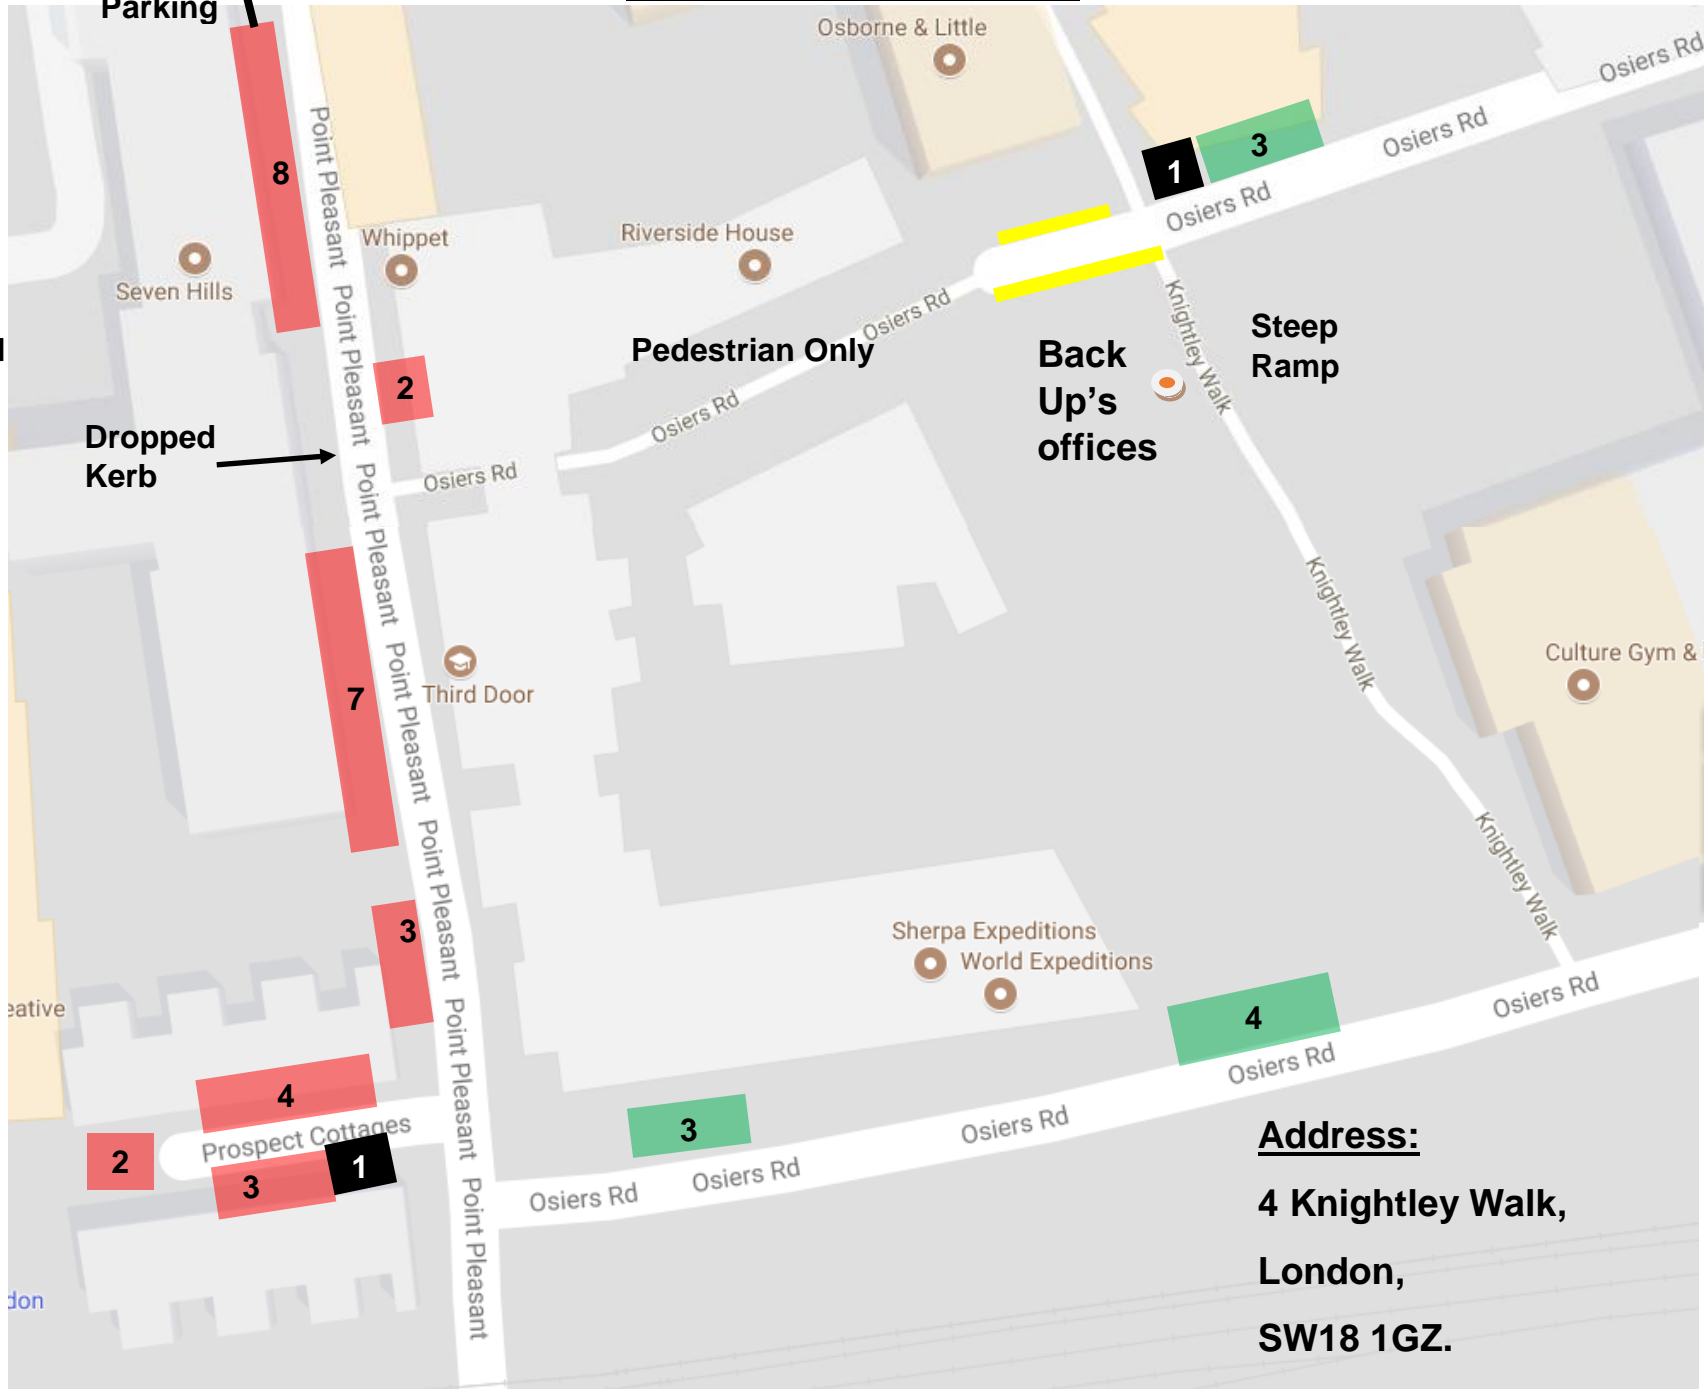 Parking
Osborne & Little
Osiers Rd
Osiers Rd
3
1
Osiers Rd
8
Point Pleasant
Whippet
Riverside House
Seven Hills
Point Pleasant
Osiers Rd
Knightley Walk
Steep
Ramp
Pedestrian Only
Back
Up's
offices
2
Osiers Rd
Dropped
Kerb
Osiers Rd
Point Pleasant
Knightley Walk
Point Pleasant
Third Door
7
Culture Gym &
Point Pleasant
Knightley Walk
3
Sherpa Expeditions
World Expeditions
eative
Osiers Rd
4
Point Pleasant
Osiers Rd
4
Prospect Cottages
3
Osiers Rd
2
1
3
Osiers Rd
Osiers Rd
Point Pleasant
don
Address:
4 Knightley Walk,
London,
SW18 1GZ.